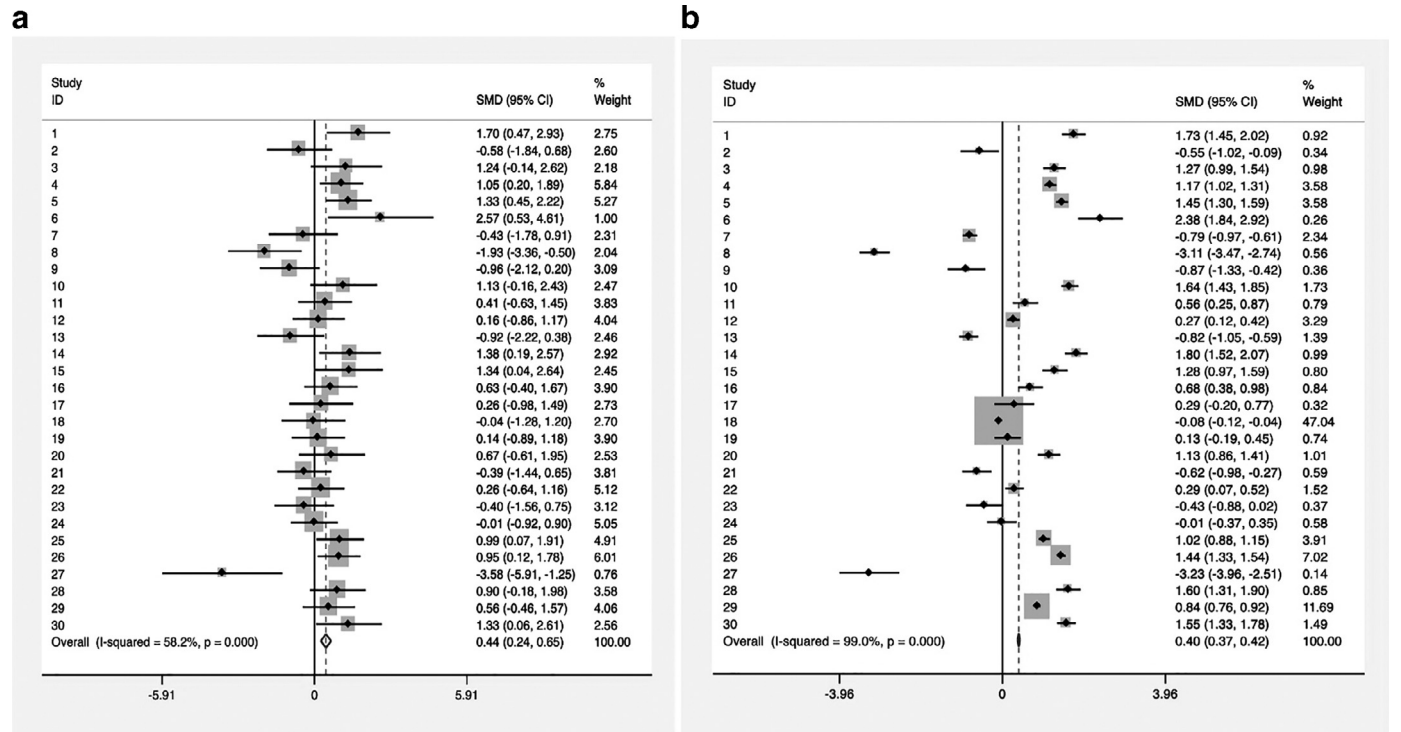 a
Study %
ID SMD (95% CI) Weight
1 1.70 (0.47, 2.93) 2.75
2 -0.58 (-1.84, 0.68) 2.60
3 1.24 (-0.14, 2.62) 2.18
4 1.05 (0.20, 1.89) 5.84
5 1.33 (0.45, 2.22) 5.27
6 2.57 (0.53, 4.61) 1.00
7 -0.43 (-1.78, 0.91) 2.31
8 -1.93 (-3.36, -0.50) 2.04
9 -0.96 (-2.12, 0.20) 3.09
10 1.13 (-0.16, 2.43) 2.47
11 0.41 (-0.63, 1.45) 3.83
12 0.16 (-0.86, 1.17) 4.04
13 -0.92 (-2.22, 0.38) 2.46
14 1.38 (0.19, 2.57) 2.92
15 1.34 (0.04, 2.64) 2.45
16 0.63 (-0.40, 1.67) 3.90
17 0.26 (-0.98, 1.49) 2.73
18 -0.04 (-1.28, 1.20) 2.70
19 0.14 (-0.89, 1.18) 3.90
20 0.67 (-0.61, 1.95) 2.53
21 -0.39 (-1.44, 0.65) 3.81
22 0.26 (-0.64, 1.16) 5.12
23 -0.40 (-1.56, 0.75) 3.12
24 -0.01 (-0.92, 0.90) 5.05
25 0.99 (0.07, 1.91) 4.91
26 0.95 (0.12, 1.78) 6.01
27 -3.58 (-5.91, -1.25) 0.76
28 0.90 (-0.18, 1.98) 3.58
29 0.56 (-0.46, 1.57) 4.06
30 1.33 (0.06, 2.61) 2.56
Overall (I-squared = 58.2%, p = 0.000) 0.44 (0.24, 0.65) 100.00
-5.91 0 5.91
b
Study %
ID SMD (95% CI) Weight
1 1.73 (1.45, 2.02) 0.92
2 -0.55 (-1.02, -0.09) 0.34
3 1.27 (0.99, 1.54) 0.98
4 1.17 (1.02, 1.31) 3.58
5 1.45 (1.30, 1.59) 3.58
6 2.38 (1.84, 2.92) 0.26
7 -0.79 (-0.97, -0.61) 2.34
8 -3.11 (-3.47, -2.74) 0.56
9 -0.87 (-1.33, -0.42) 0.36
10 1.64 (1.43, 1.85) 1.73
11 0.56 (0.25, 0.87) 0.79
12 0.27 (0.12, 0.42) 3.29
13 -0.82 (-1.05, -0.59) 1.39
14 1.80 (1.52, 2.07) 0.99
15 1.28 (0.97, 1.59) 0.80
16 0.68 (0.38, 0.98) 0.84
17 0.29 (-0.20, 0.77) 0.32
18 -0.08 (-0.12, -0.04) 47.04
19 0.13 (-0.19, 0.45) 0.74
20 1.13 (0.86, 1.41) 1.01
21 -0.62 (-0.98, -0.27) 0.59
22 0.29 (0.07, 0.52) 1.52
23 -0.43 (-0.88, 0.02) 0.37
24 -0.01 (-0.37, 0.35) 0.58
25 1.02 (0.88, 1.15) 3.91
26 1.44 (1.33, 1.54) 7.02
27 -3.23 (-3.96, -2.51) 0.14
28 1.60 (1.31, 1.90) 0.85
29 0.84 (0.76, 0.92) 11.69
30 1.55 (1.33, 1.78) 1.49
Overall (I-squared = 99.0%, p = 0.000) 0.40 (0.37, 0.42) 100.00
-3.96 0 3.96